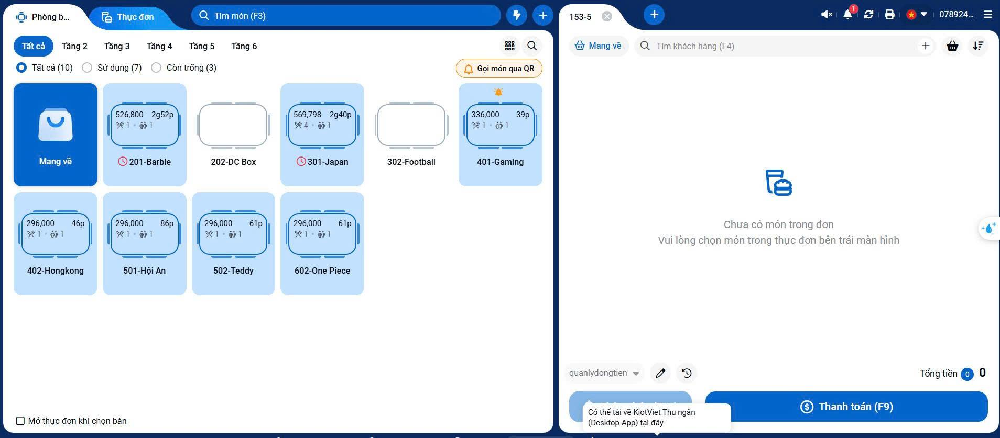 Phòng b...
Thực đơn
Tìm món (F3)
153-5
1
078924...
Tất cả
Tầng 2
Tầng 3
Tầng 4
Tầng 5
Tầng 6
Mang về
Tìm khách hàng (F4)
Tất cả (10)
Sử dụng (7)
Còn trống (3)
Gọi món qua QR
Mang về
526,800 2g52p
1 • 1
201-Barbie
202-DC Box
569,798 2g40p
4 • 1
301-Japan
302-Football
336,000 39p
1 • 1
401-Gaming
296,000 46p
1 • 1
402-Hongkong
296,000 86p
1 • 1
501-Hội An
296,000 61p
1 • 1
502-Teddy
296,000 61p
1 • 1
602-One Piece
Mở thực đơn khi chọn bàn
Chưa có món trong đơn
Vui lòng chọn món trong thực đơn bên trái màn hình
quanlydongtien
Tổng tiền 0 0
Thanh toán (F9)
Có thể tải về KiotViet Thu ngân
(Desktop App) tại đây